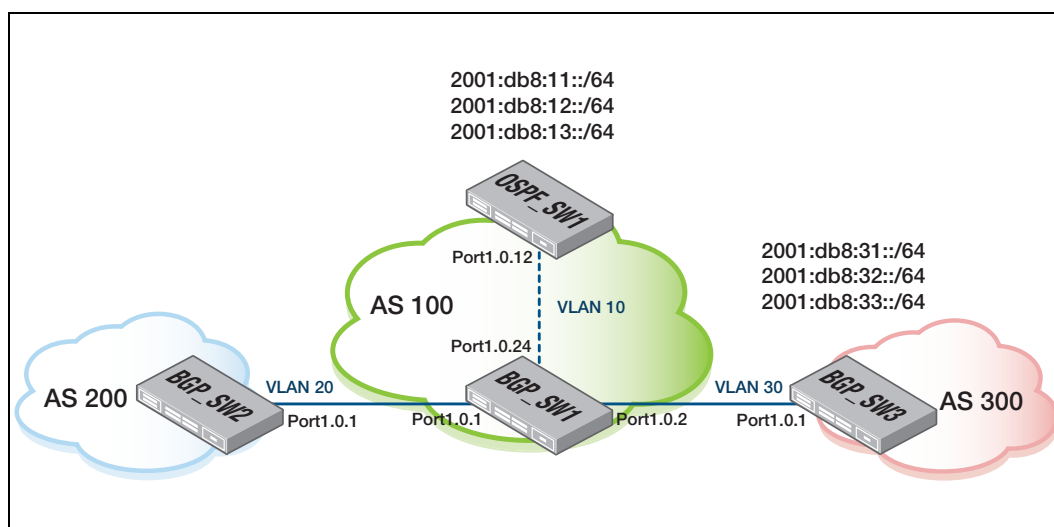 2001:db8:11::/64
2001:db8:12::/64
2001:db8:13::/64
OSPF_SW1
Port1.0.12
2001:db8:31::/64
2001:db8:32::/64
2001:db8:33::/64
AS 100
VLAN 10
Port1.0.24
AS 200
BGP_SW2
VLAN 20
BGP_SW1
VLAN 30
BGP_SW3
AS 300
Port1.0.1
Port1.0.1
Port1.0.2
Port1.0.1